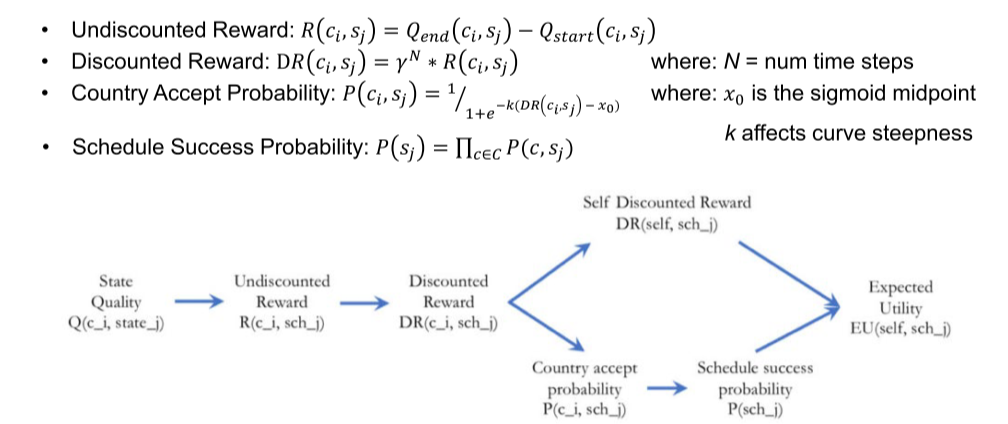 • Undiscounted Reward: R(c_i, s_j) = Q_end(c_i, s_j) − Q_start(c_i, s_j)
• Discounted Reward: DR(c_i, s_j) = γ^N * R(c_i, s_j) where: N = num time steps
• Country Accept Probability: P(c_i, s_j) = 1/1+e^−k(DR(c_i,s_j) − x_0) where: x_0 is the sigmoid midpoint
k affects curve steepness
• Schedule Success Probability: P(s_j) = ∏_c∈C P(c, s_j)
Self Discounted Reward
DR(self, sch_j)
State
Quality
Q(c_i, state_j)
Undiscounted
Reward
R(c_i, sch_j)
Discounted
Reward
DR(c_i, sch_j)
Expected
Utility
EU(self, sch_j)
Country accept
probability
P(c_i, sch_j)
Schedule success
probability
P(sch_j)